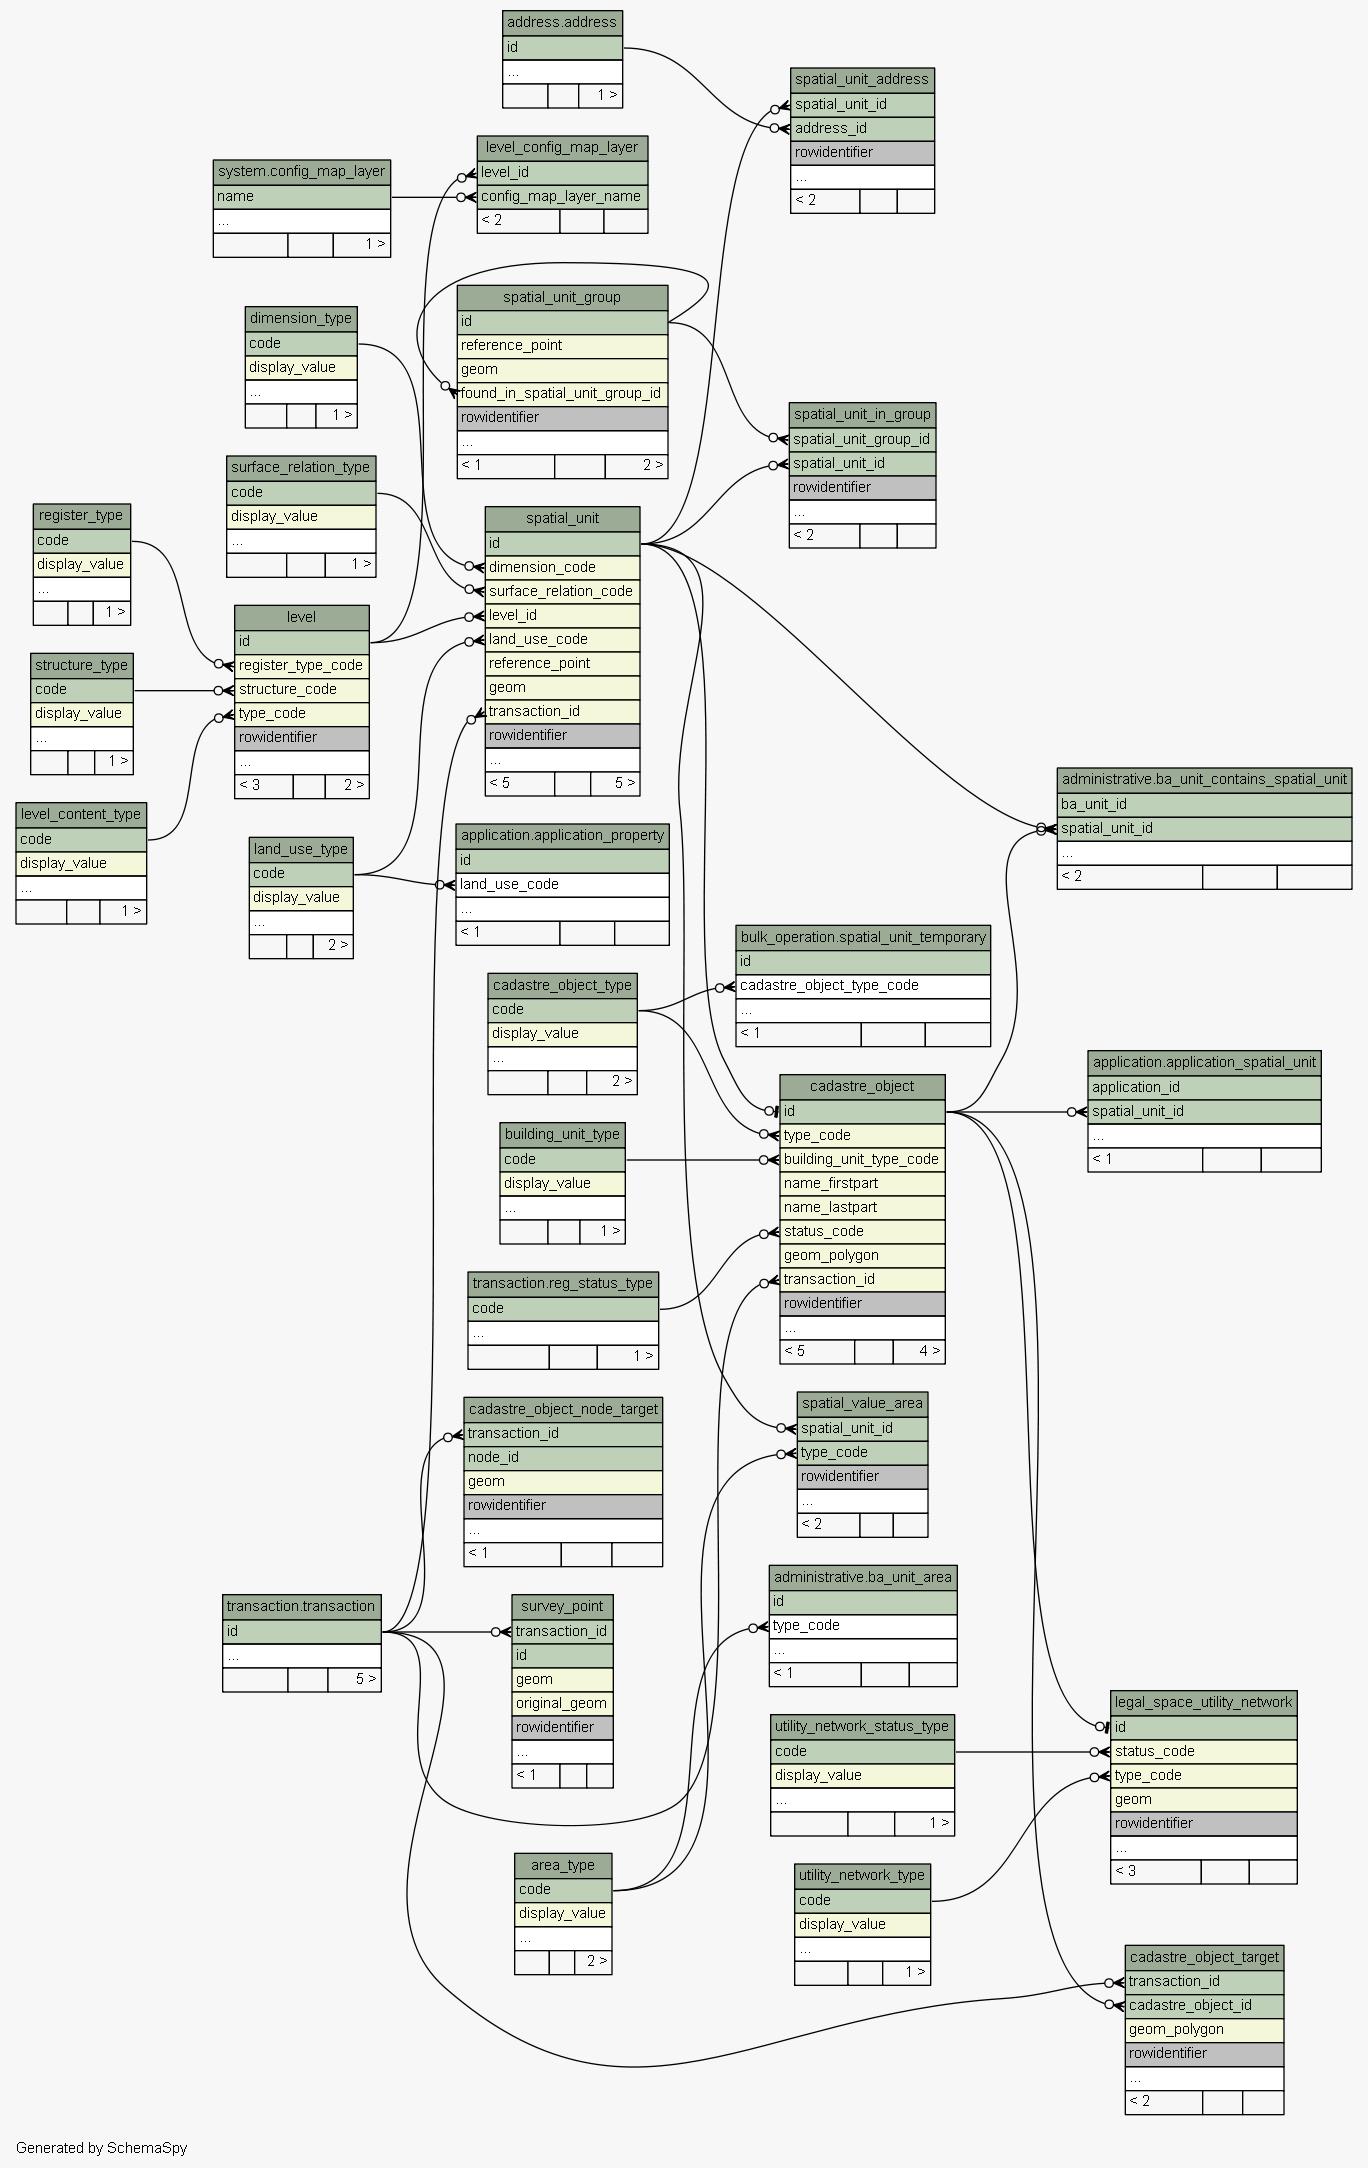 address.address
id
...
1 >
spatial_unit_address
spatial_unit_id
address_id
rowidentifier
...
< 2
level_config_map_layer
level_id
config_map_layer_name
< 2
system.config_map_layer
name
...
1 >
spatial_unit_group
id
reference_point
geom
found_in_spatial_unit_group_id
rowidentifier
...
< 1 2 >
dimension_type
code
display_value
...
1 >
spatial_unit_in_group
spatial_unit_group_id
spatial_unit_id
rowidentifier
...
< 2
surface_relation_type
code
display_value
...
1 >
register_type
code
display_value
...
1 >
spatial_unit
id
dimension_code
surface_relation_code
level_id
land_use_code
reference_point
geom
transaction_id
rowidentifier
...
< 5 5 >
level
id
register_type_code
structure_code
type_code
rowidentifier
...
< 3 2 >
structure_type
code
display_value
...
1 >
level_content_type
code
display_value
...
1 >
administrative.ba_unit_contains_spatial_unit
ba_unit_id
spatial_unit_id
...
< 2
land_use_type
code
display_value
...
2 >
application.application_property
id
land_use_code
...
< 1
bulk_operation.spatial_unit_temporary
id
cadastre_object_type_code
...
< 1
cadastre_object_type
code
display_value
...
2 >
application.application_spatial_unit
application_id
spatial_unit_id
...
< 1
cadastre_object
id
type_code
building_unit_type_code
name_firstpart
name_lastpart
status_code
geom_polygon
transaction_id
rowidentifier
...
< 5 4 >
building_unit_type
code
display_value
...
1 >
transaction.reg_status_type
code
...
1 >
cadastre_object_node_target
transaction_id
node_id
geom
rowidentifier
...
< 1
spatial_value_area
spatial_unit_id
type_code
rowidentifier
...
< 2
administrative.ba_unit_area
id
type_code
...
< 1
transaction.transaction
id
...
5 >
survey_point
transaction_id
id
geom
original_geom
rowidentifier
...
< 1
utility_network_status_type
code
display_value
...
1 >
legal_space_utility_network
id
status_code
type_code
geom
rowidentifier
...
< 3
area_type
code
display_value
...
2 >
utility_network_type
code
display_value
...
1 >
cadastre_object_target
transaction_id
cadastre_object_id
geom_polygon
rowidentifier
...
< 2
Generated by SchemaSpy